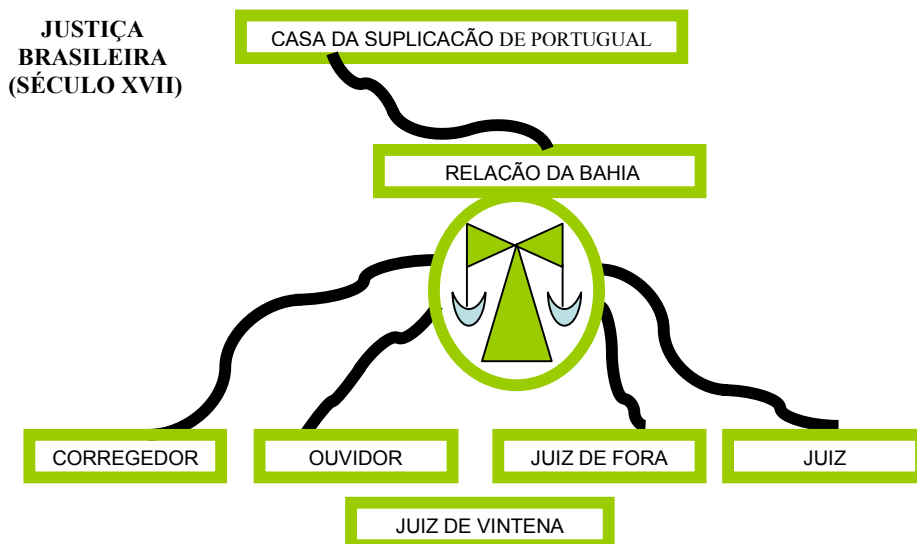 JUSTIÇA
BRASILEIRA
(SÉCULO XVII)
CASA DA SUPLICACÃO DE PORTUGUAL
RELAÇÃO DA BAHIA
CORREGEDOR
OUVIDOR
JUIZ DE FORA
JUIZ
JUIZ DE VINTENA